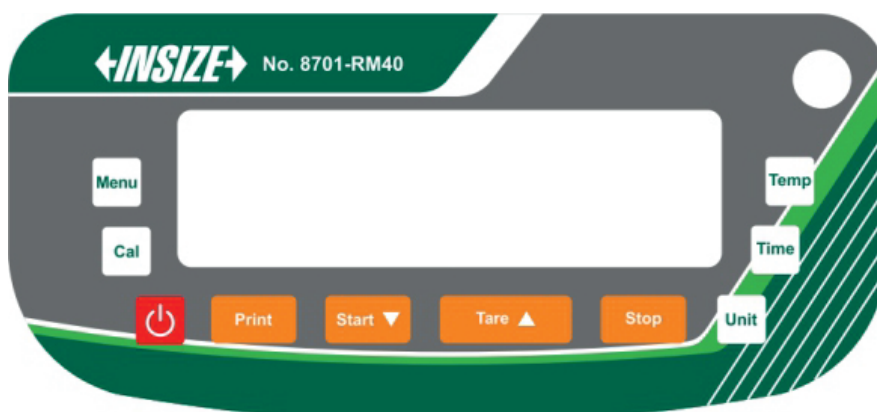 INSIZE No. 8701-RM40
Menu
Temp
Cal
Time
Print
Start ▼
Tare ▲
Stop
Unit